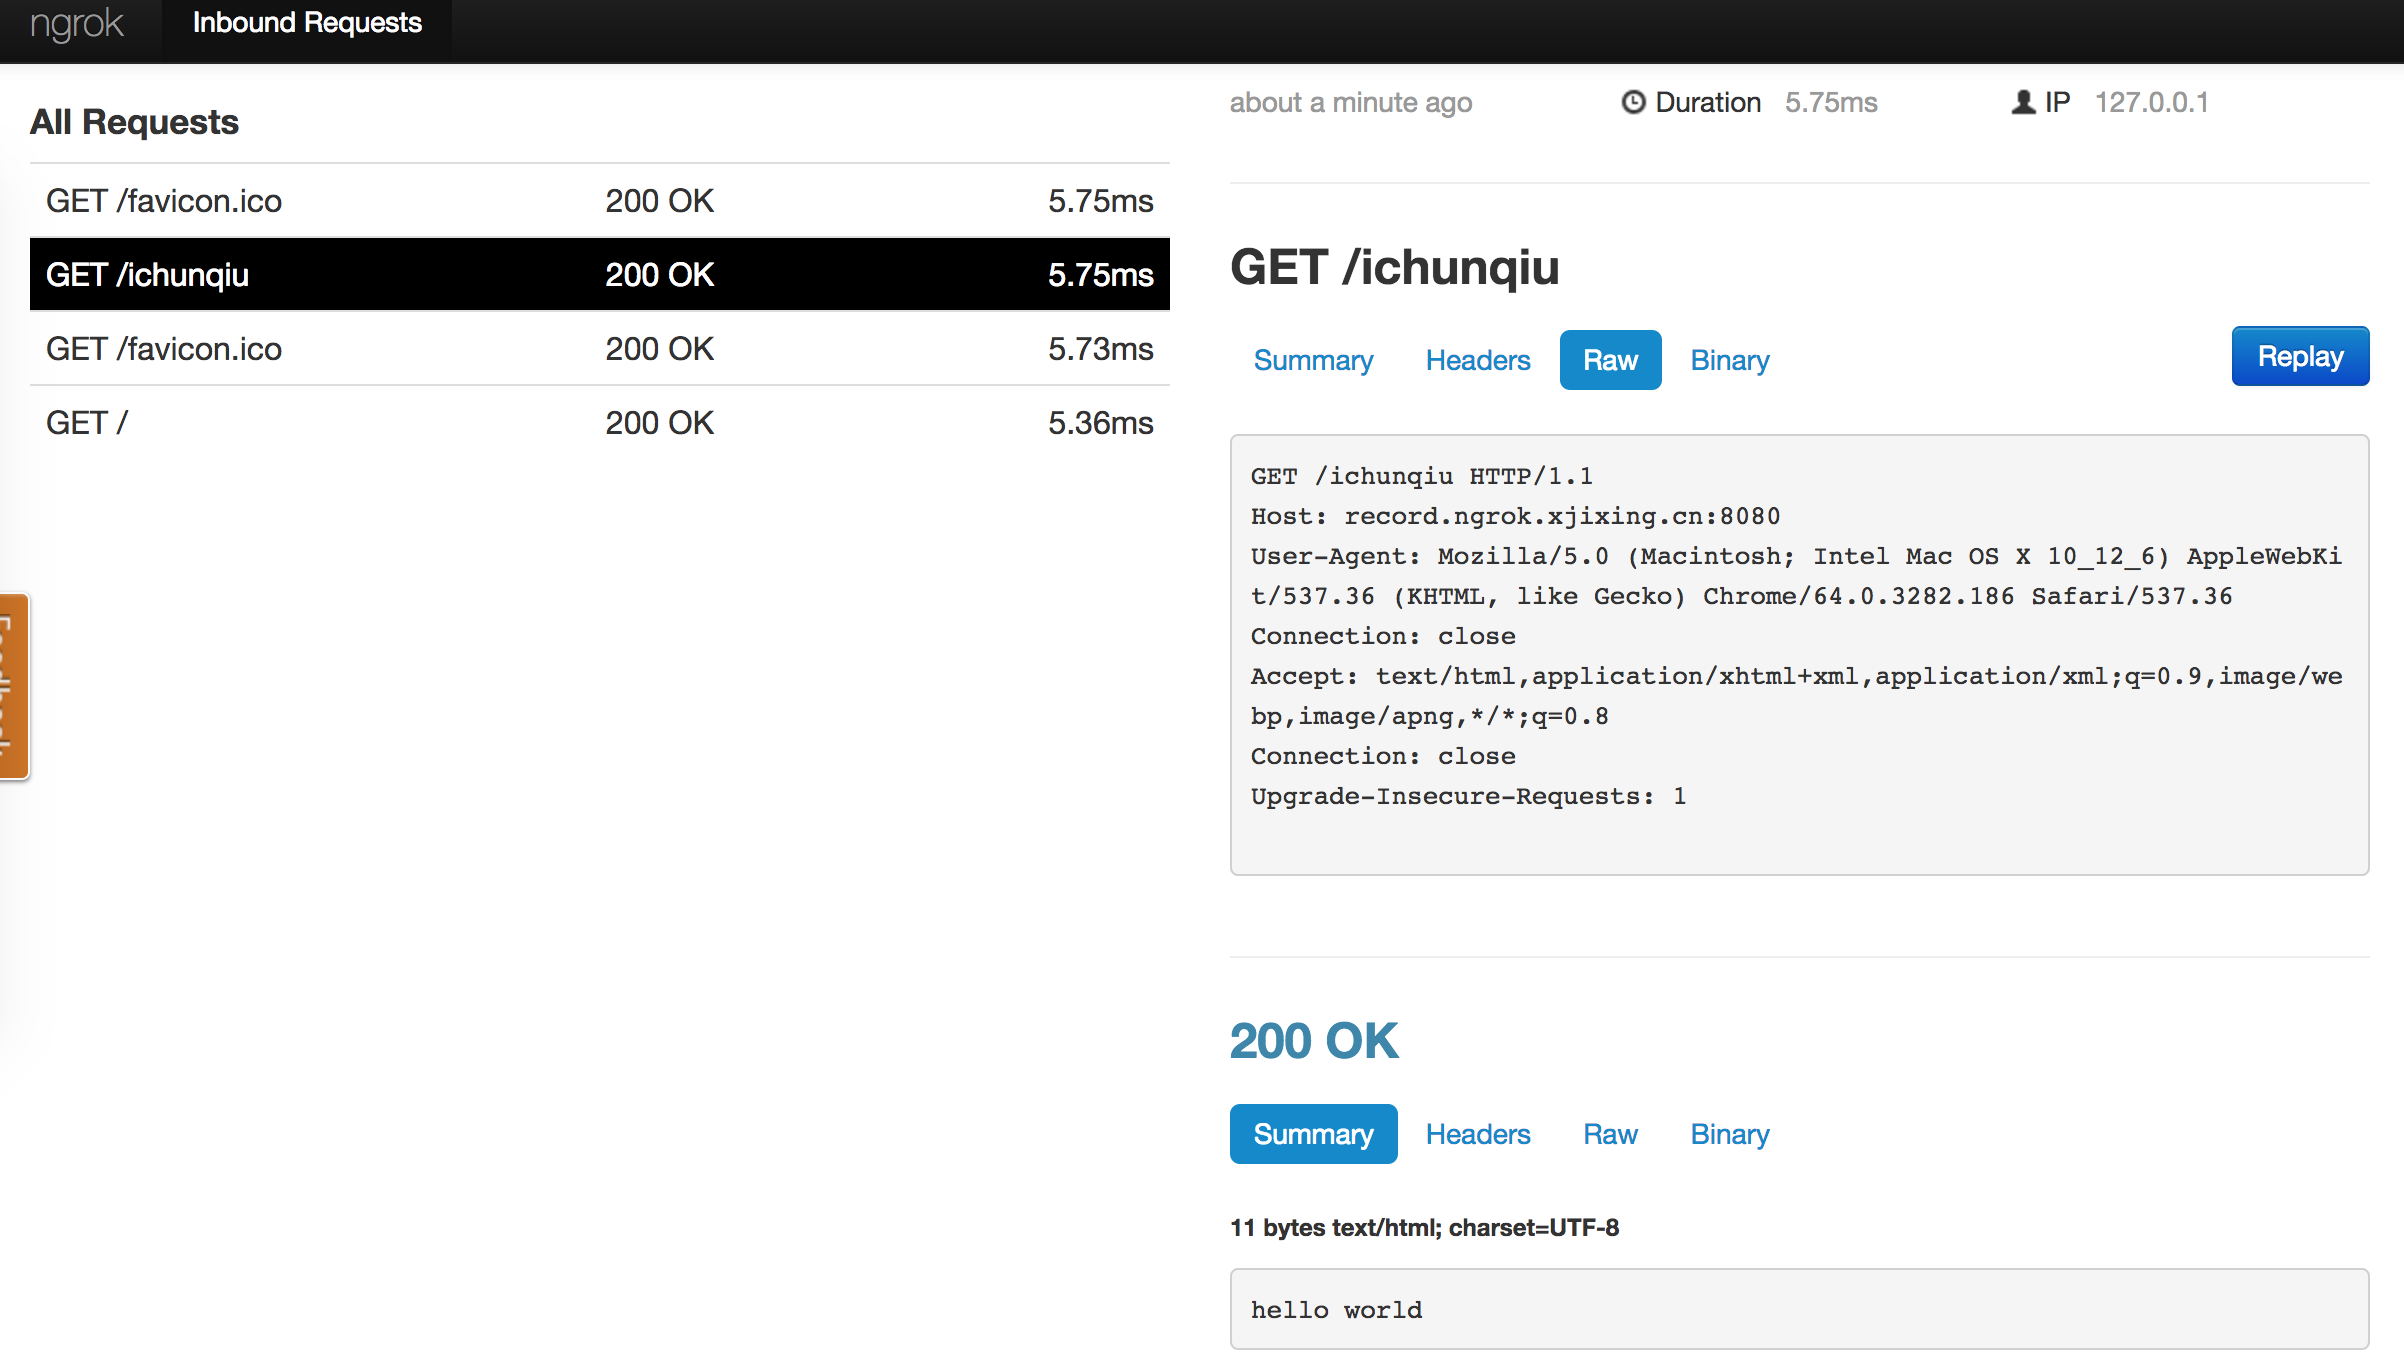 ngrok Inbound Requests
All Requests
GET /favicon.ico 200 OK 5.75ms
GET /ichunqiu 200 OK 5.75ms
GET /favicon.ico 200 OK 5.73ms
GET / 200 OK 5.36ms
about a minute ago Duration 5.75ms IP 127.0.0.1
GET /ichunqiu
Summary Headers Raw Binary Replay
GET /ichunqiu HTTP/1.1
Host: record.ngrok.xjixing.cn:8080
User-Agent: Mozilla/5.0 (Macintosh; Intel Mac OS X 10_12_6) AppleWebKi
t/537.36 (KHTML, like Gecko) Chrome/64.0.3282.186 Safari/537.36
Connection: close
Accept: text/html,application/xhtml+xml,application/xml;q=0.9,image/we
bp,image/apng,*/*;q=0.8
Connection: close
Upgrade-Insecure-Requests: 1
200 OK
Summary Headers Raw Binary
11 bytes text/html; charset=UTF-8
hello world